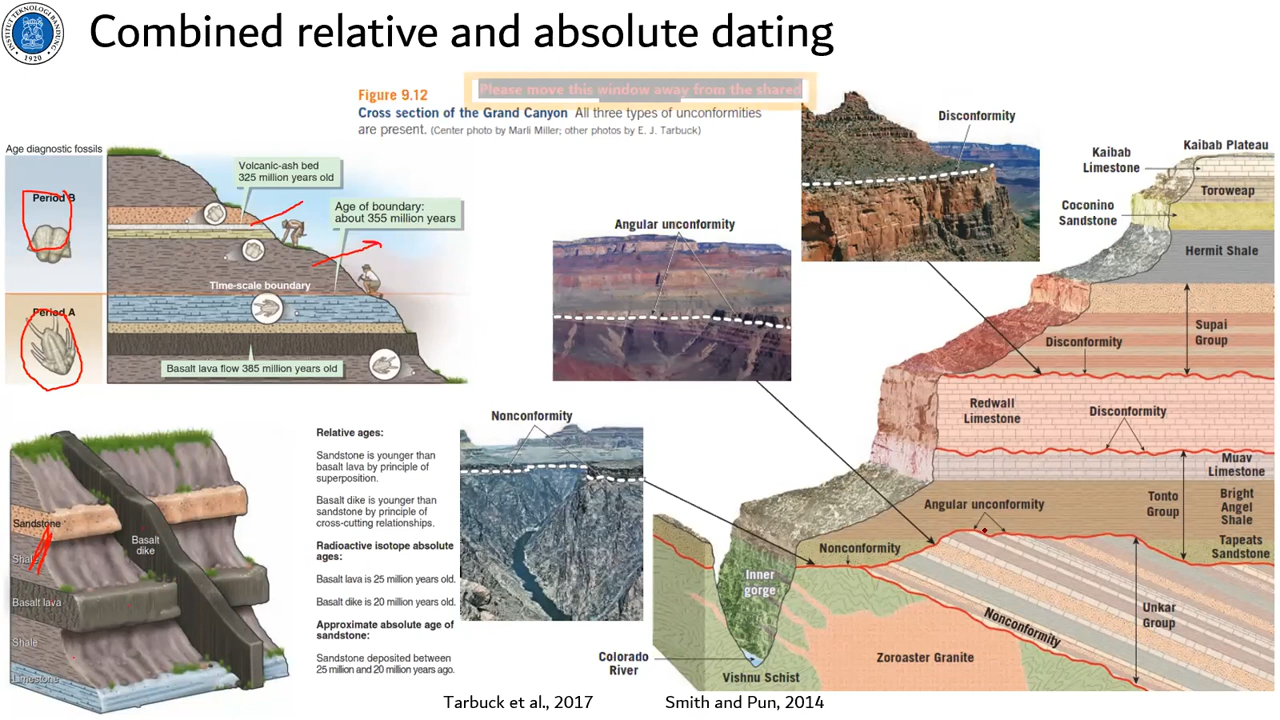 Combined relative and absolute dating
INSTITUT TEKNOLOGI BANDUNG
1920
Figure 9.12
Please move this window away from the shared
Cross section of the Grand Canyon All three types of unconformities
are present. (Center photo by Marli Miller; other photos by E. J. Tarbuck)
Age diagnostic fossils
Period B
Period A
Volcanic-ash bed
325 million years old
Age of boundary:
about 355 million years
Time-scale boundary
Basalt lava flow 385 million years old
Angular unconformity
Disconformity
Nonconformity
Kaibab Plateau
Kaibab
Limestone
Toroweap
Coconino
Sandstone
Hermit Shale
Supai
Group
Disconformity
Redwall
Limestone
Disconformity
Muav
Limestone
Tonto
Group
Bright
Angel
Shale
Tapeats
Sandstone
Angular unconformity
Nonconformity
Inner
gorge
Unkar
Group
Nonconformity
Zoroaster Granite
Colorado
River
Vishnu Schist
Sandstone
Shale
Basalt
dike
Basalt lava
Shale
Limestone
Relative ages:
Sandstone is younger than
basalt lava by principle of
superposition.
Basalt dike is younger than
sandstone by principle of
cross-cutting relationships.
Radioactive isotope absolute
ages:
Basalt lava is 25 million years old.
Basalt dike is 20 million years old.
Approximate absolute age of
sandstone:
Sandstone deposited between
25 million and 20 million years ago.
Tarbuck et al., 2017
Smith and Pun, 2014